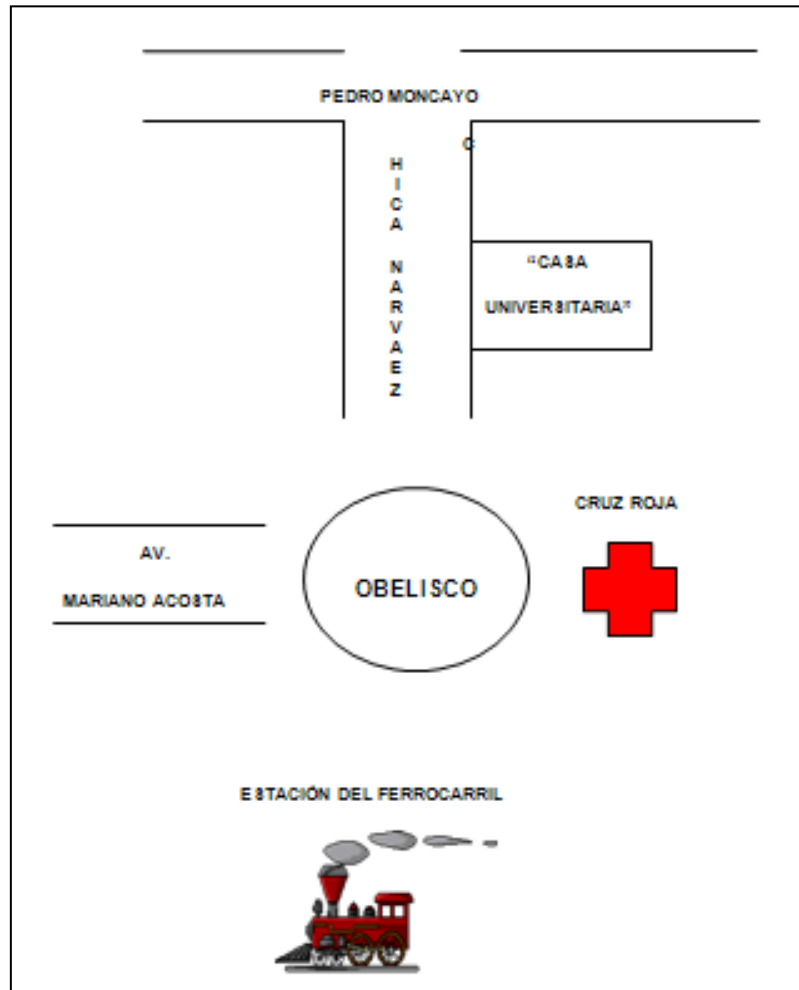 PEDRO MONCAYO
C
HICA NARVAEZ
"CASA
UNIVERSITARIA"
CRUZ ROJA
AV.
MARIANO ACOSTA
OBELISCO
ESTACIÓN DEL FERROCARRIL